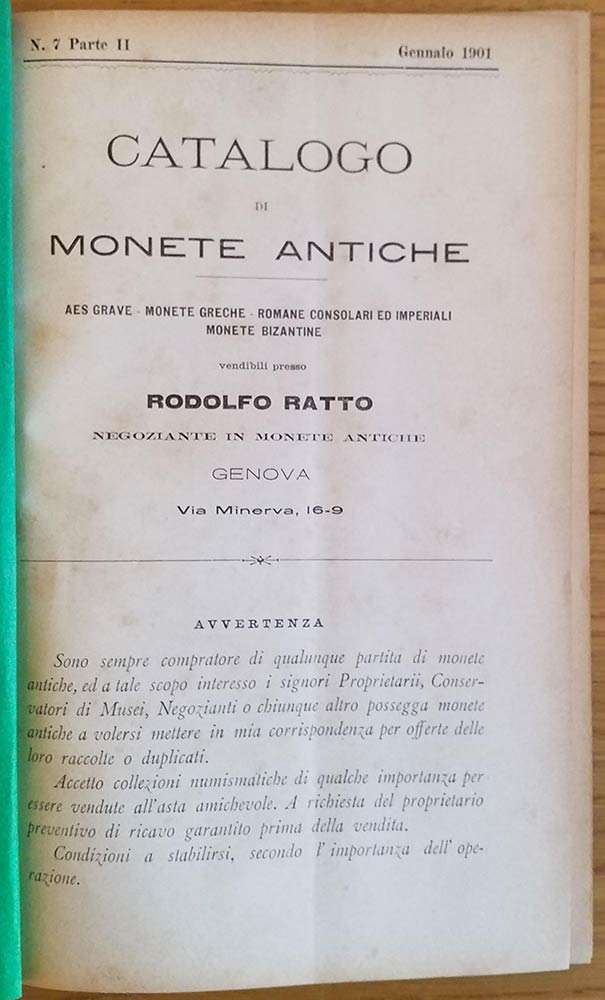 N. 7 Parte II
Gennaio 1901
CATALOGO
DI
MONETE ANTICHE
AES GRAVE - MONETE GRECHE - ROMANE CONSOLARI ED IMPERIALI
MONETE BIZANTINE
vendibili presso
RODOLFO RATTO
NEGOZIANTE IN MONETE ANTICHE
GENOVA
Via Minerva, 16-9
AVVERTENZA
Sono sempre compratore di qualunque partita di monete
antiche, ed a tale scopo interesso i signori Proprietarii, Conser-
vatori di Musei, Negozianti o chiunque altro possegga monete
antiche a volersi mettere in mia corrispondenza per offerte delle
loro raccolte o duplicati.
Accetto collezioni numismatiche di qualche importanza per
essere vendute all'asta amichevole. A richiesta del proprietario
preventivo di ricavo garantito prima della vendita.
Condizioni a stabilirsi, secondo l'importanza dell'ope-
razione.